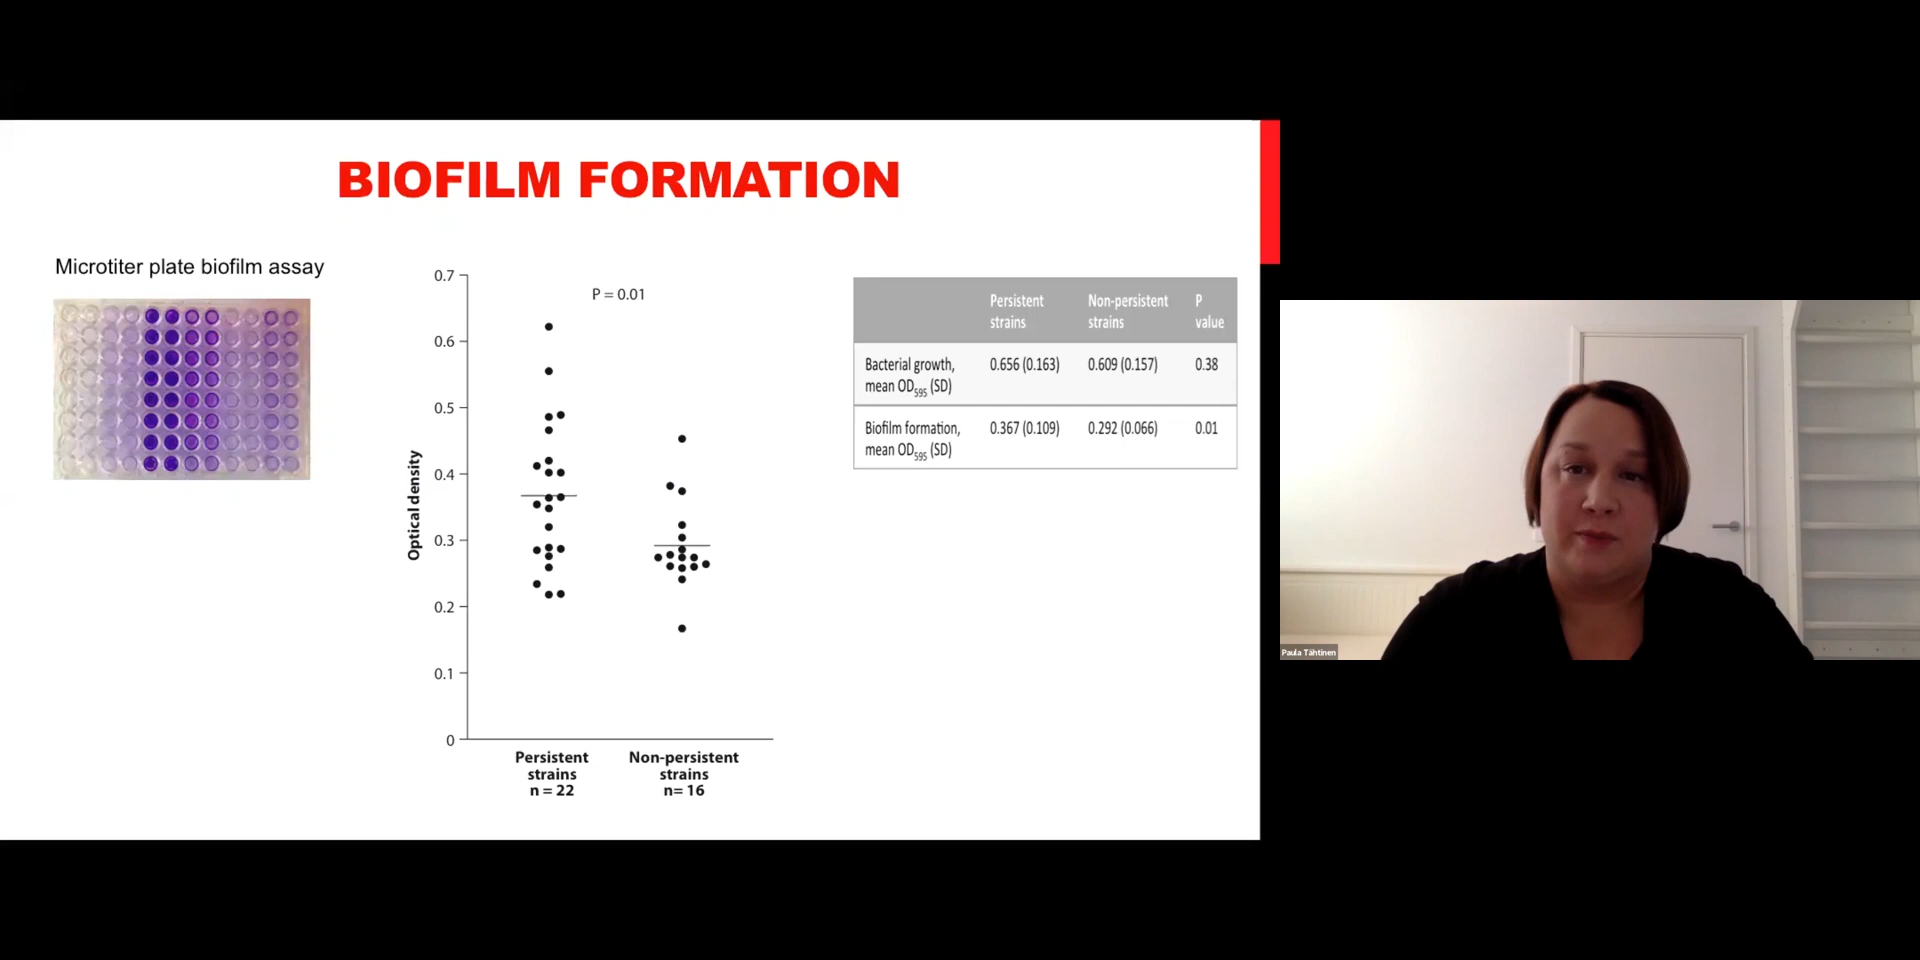 BIOFILM FORMATION
Microtiter plate biofilm assay
0.7
0.6
0.5
0.4
0.3
0.2
0.1
0
Optical density
P = 0.01
Persistent
strains
n = 22
Non-persistent
strains
n= 16
Persistent
strains
Non-persistent
strains
P
value
Bacterial growth,
mean OD595 (SD)
0.656 (0.163)
0.609 (0.157)
0.38
Biofilm formation,
mean OD595 (SD)
0.367 (0.109)
0.292 (0.066)
0.01
Paula Tähtinen